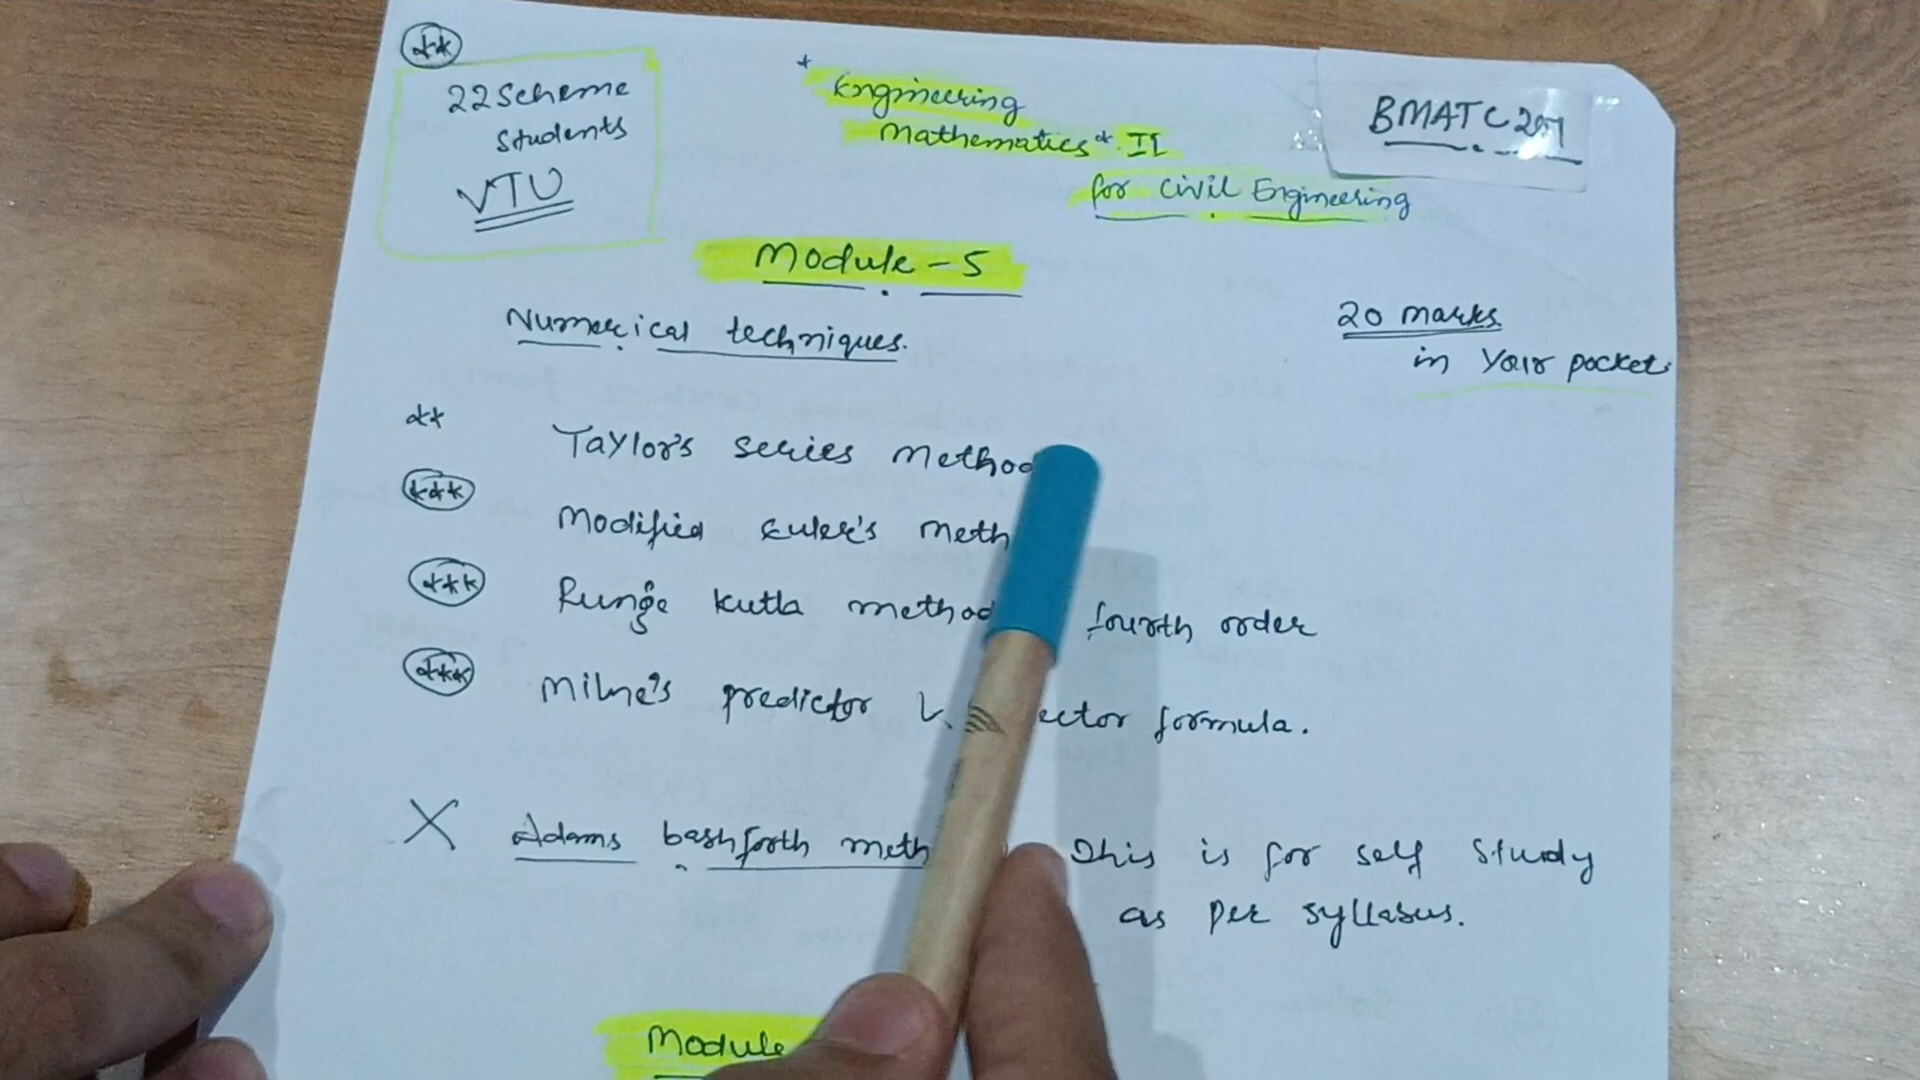 **
22 Scheme
Students
VTU
* Engineering
Mathematics * II
for Civil Engineering
BMATC201
Module - 5
Numerical techniques.
20 marks
in Your pocket.
** Taylor's series Method
*** Modified Euler's Meth
*** Runge kutta method fourth order
*** Milne's predictor ector formula.
X Adams bashforth meth This is for self study
as per syllabus.
Module